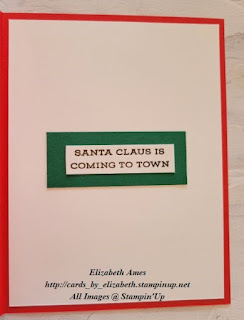 SANTA CLAUS IS
COMING TO TOWN
Elizabeth Ames
http://cards_by_elizabeth.stampinup.net
All Images @ Stampin'Up